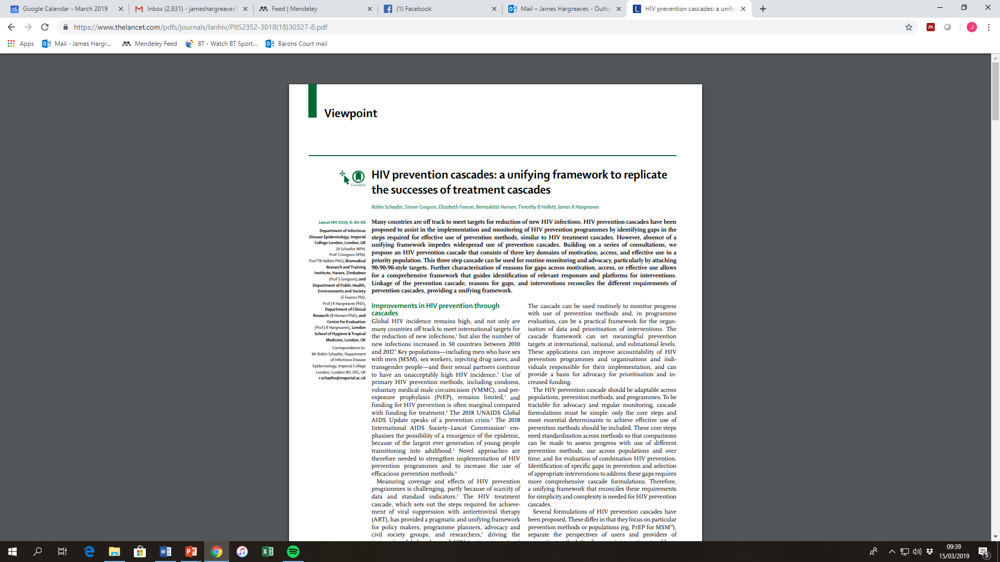 Google Calendar - March 2019
Inbox (2,831) - jameshargreaves7
Feed | Mendeley
(1) Facebook
Mail – James Hargreaves - Outlo
HIV prevention cascades: a unify
https://www.thelancet.com/pdfs/journals/lanhiv/PIIS2352-3018(18)30327-8.pdf
J
Apps
Mail - James Hargr...
Mendeley Feed
BT - Watch BT Sport...
Barons Court mail
Viewpoint
CrossMark
HIV prevention cascades: a unifying framework to replicate
the successes of treatment cascades
Robin Schaefer, Simon Gregson, Elizabeth Fearon, Bernadette Hensen, Timothy B Hallett, James R Hargreaves
Many countries are off track to meet targets for reduction of new HIV infections. HIV prevention cascades have been
proposed to assist in the implementation and monitoring of HIV prevention programmes by identifying gaps in the
steps required for effective use of prevention methods, similar to HIV treatment cascades. However, absence of a
unifying framework impedes widespread use of prevention cascades. Building on a series of consultations, we
propose an HIV prevention cascade that consists of three key domains of motivation, access, and effective use in a
priority population. This three step cascade can be used for routine monitoring and advocacy, particularly by attaching
90-90-90-style targets. Further characterisation of reasons for gaps across motivation, access, or effective use allows
for a comprehensive framework that guides identification of relevant responses and platforms for interventions.
Linkage of the prevention cascade, reasons for gaps, and interventions reconciles the different requirements of
prevention cascades, providing a unifying framework.
Lancet HIV 2019; 6: 60–66
Department of Infectious
Disease Epidemiology, Imperial
College London, London, UK
(R Schaefer MPH,
Prof S Gregson DPhil,
Prof TB Hallett PhD); Biomedical
Research and Training
Institute, Harare, Zimbabwe
(Prof S Gregson); and
Department of Public Health,
Environments and Society
(E Fearon PhD,
Prof J R Hargreaves PhD),
Department of Clinical
Research (B Hensen PhD), and
Centre for Evaluation
(Prof J R Hargreaves), London
School of Hygiene & Tropical
Medicine, London, UK
Correspondence to:
Mr Robin Schaefer, Department
of Infectious Disease
Epidemiology, Imperial College
London, London W2 1PG, UK
r.schaefer@imperial.ac.uk
Improvements in HIV prevention through
cascades
Global HIV incidence remains high, and not only are
many countries off track to meet international targets for
the reduction of new infections,¹ but also the number of
new infections increased in 50 countries between 2010
and 2017.² Key populations—including men who have sex
with men (MSM), sex workers, injecting drug users, and
transgender people—and their sexual partners continue
to have an unacceptably high HIV incidence.² Use of
primary HIV prevention methods, including condoms,
voluntary medical male circumcision (VMMC), and pre-
exposure prophylaxis (PrEP), remains limited,³ and
funding for HIV prevention is often marginal compared
with funding for treatment.⁴ The 2018 UNAIDS Global
AIDS Update speaks of a prevention crisis.² The 2018
International AIDS Society–Lancet Commission⁵ em-
phasises the possibility of a resurgence of the epidemic,
because of the largest ever generation of young people
transitioning into adulthood.⁵ Novel approaches are
therefore needed to strengthen implementation of HIV
prevention programmes and to increase the use of
efficacious prevention methods.⁶
Measuring coverage and effects of HIV prevention
programmes is challenging, partly because of scarcity of
data and standard indicators.² The HIV treatment
cascade, which sets out the steps required for achieve-
ment of viral suppression with antiretroviral therapy
(ART), has provided a pragmatic and unifying framework
for policy makers, programme planners, advocacy and
civil society groups, and researchers,⁷ driving the
The cascade can be used routinely to monitor progress
with use of prevention methods and, in programme
evaluation, can be a practical framework for the organ-
isation of data and prioritisation of interventions. The
cascade framework can set meaningful prevention
targets at international, national, and subnational levels.
These applications can improve accountability of HIV
prevention programmes and organisations and indi-
viduals responsible for their implementation, and can
provide a basis for advocacy for prioritisation and in-
creased funding.
The HIV prevention cascade should be adaptable across
populations, prevention methods, and programmes. To be
tractable for advocacy and regular monitoring, cascade
formulations must be simple: only the core steps and
most essential determinants to achieve effective use of
prevention methods should be included. These core steps
need standardisation across methods so that comparisons
can be made to assess progress with use of different
prevention methods, use across populations and over
time, and for evaluation of combination HIV prevention.
Identification of specific gaps in prevention and selection
of appropriate interventions to address these gaps requires
more comprehensive cascade formulations. Therefore,
a unifying framework that reconciles these requirements
for simplicity and complexity is needed for HIV prevention
cascades.
Several formulations of HIV prevention cascades have
been proposed. These differ in that they focus on particular
prevention methods or populations (eg, PrEP for MSM¹⁰),
separate the perspectives of users and providers of
09:39
15/03/2019
5